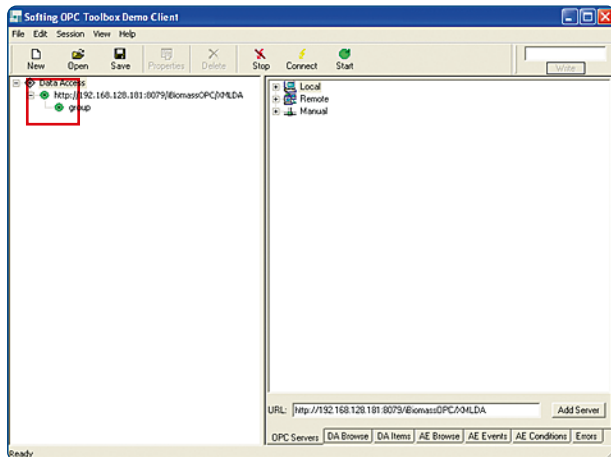 Softing OPC Toolbox Demo Client
File Edit Session View Help
New Open Save Properties Delete Stop Connect Start
Write
Data Access
http://192.168.128.181:8079/iBiomassOPC/XMLDA
group
Local
Remote
Manual
URL: http://192.168.128.181:8079/iBiomassOPC/XMLDA Add Server
OPC Servers DA Browse DA Items AE Browse AE Events AE Conditions Errors
Ready